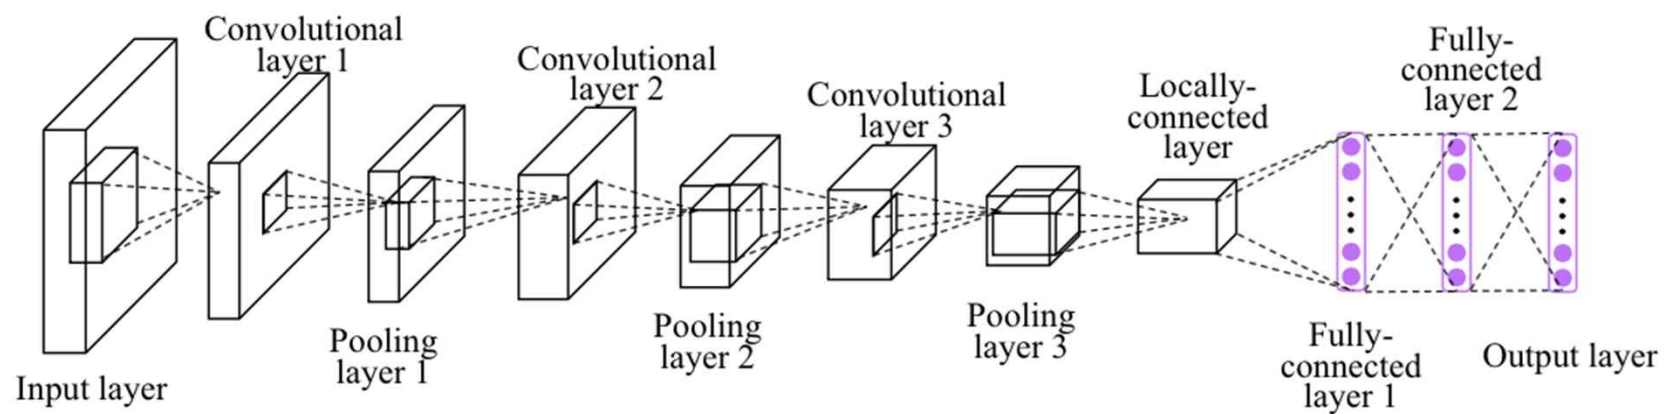 Input layer
Convolutional
layer 1
Pooling
layer 1
Convolutional
layer 2
Pooling
layer 2
Convolutional
layer 3
Pooling
layer 3
Locally-
connected
layer
Fully-
connected
layer 1
Fully-
connected
layer 2
Output layer